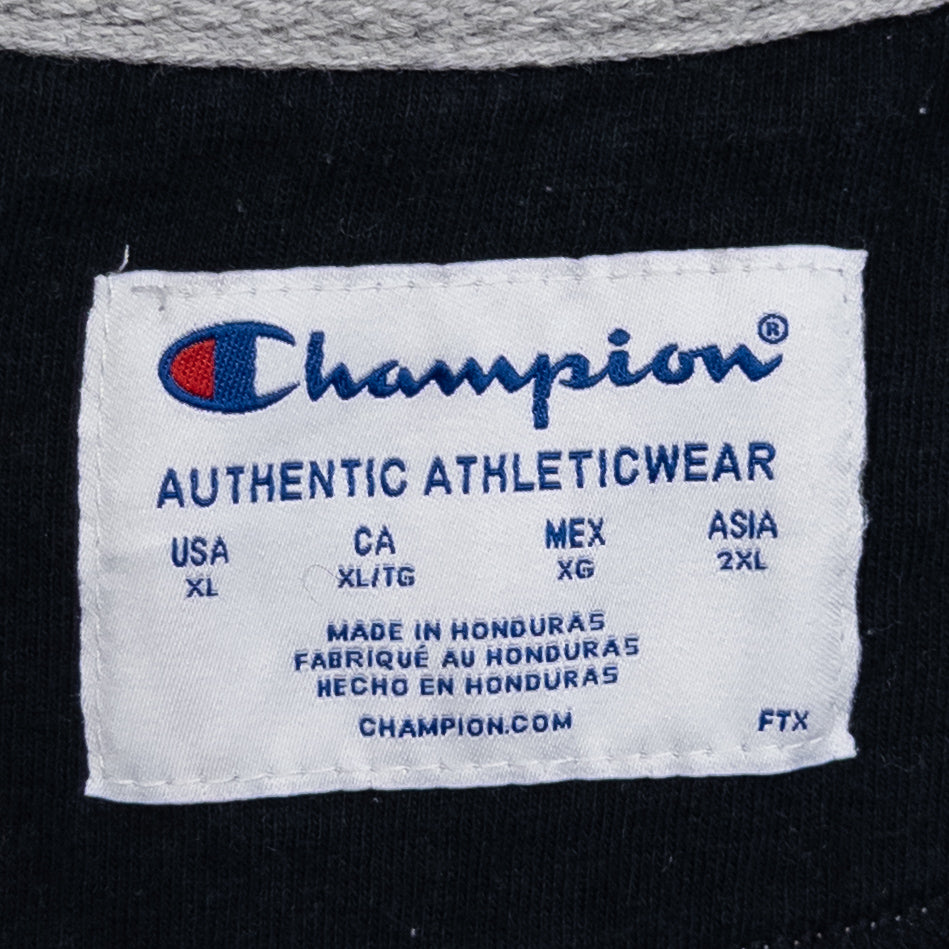 Champion®
AUTHENTIC ATHLETICWEAR
USA CA MEX ASIA
XL XL/TG XG 2XL
MADE IN HONDURAS
FABRIQUÉ AU HONDURAS
HECHO EN HONDURAS
CHAMPION.COM FTX